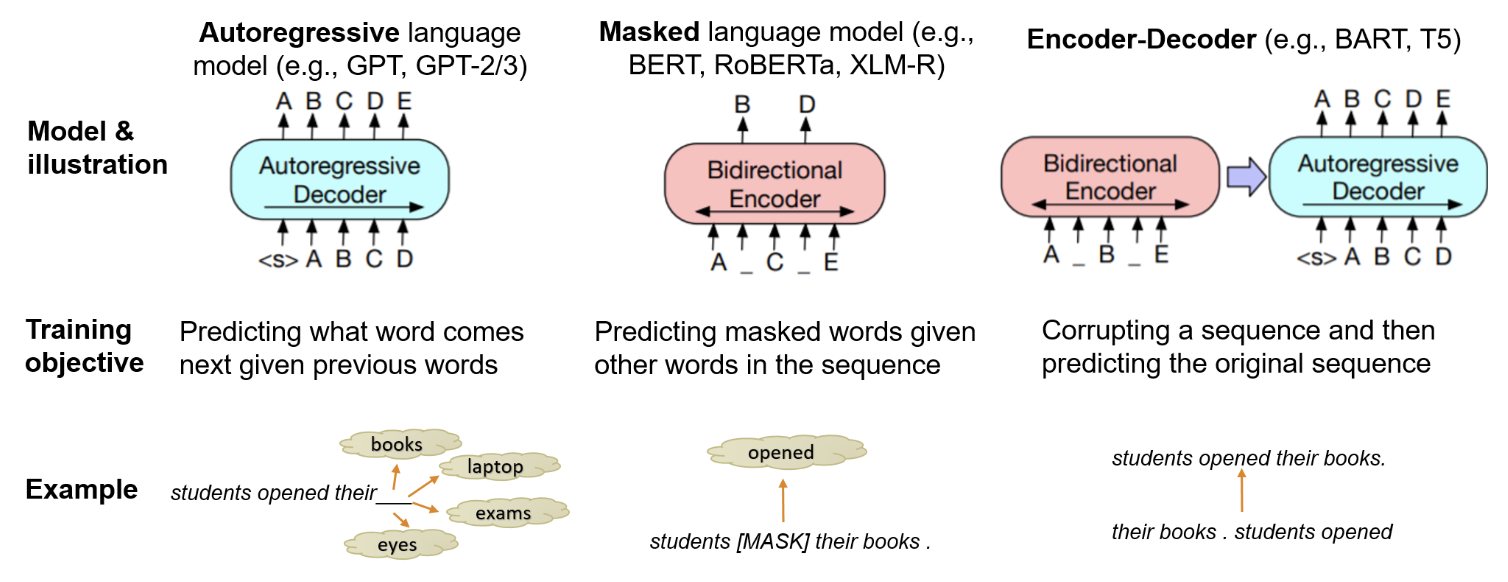 Autoregressive language
model (e.g., GPT, GPT-2/3)
Masked language model (e.g.,
BERT, RoBERTa, XLM-R)
Encoder-Decoder (e.g., BART, T5)
Model &
illustration
A B C D E
Autoregressive
Decoder
<s> A B C D
B D
Bidirectional
Encoder
A _ C _ E
Bidirectional
Encoder
A _ B _ E
A B C D E
Autoregressive
Decoder
<s> A B C D
Training
objective
Predicting what word comes
next given previous words
Predicting masked words given
other words in the sequence
Corrupting a sequence and then
predicting the original sequence
Example
students opened their___
books
laptop
exams
eyes
opened
students [MASK] their books .
students opened their books.
their books . students opened